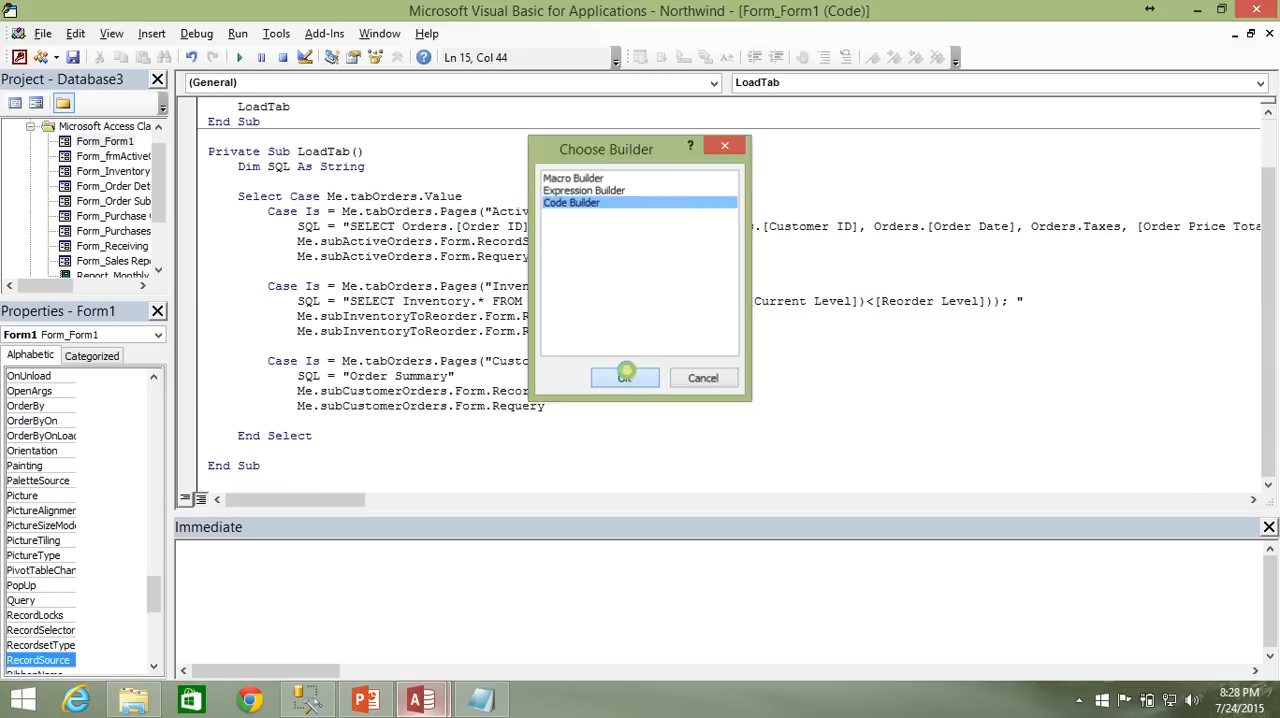 Microsoft Visual Basic for Applications - Northwind - [Form_Form1 (Code)]
File Edit View Insert Debug Run Tools Add-Ins Window Help
Ln 15, Col 44
Project - Database3
(General)
LoadTab
Microsoft Access Cla
Form_Form1
Form_frmActive
Form_Inventory
Form_Order Det
Form_Order Sub
Form_Purchase
Form_Purchases
Form_Receiving
Form_Sales Repo
Report_Monthly
LoadTab
End Sub
Private Sub LoadTab()
Dim SQL As String
Select Case Me.tabOrders.Value
Case Is = Me.tabOrders.Pages("Activ
SQL = "SELECT Orders.[Order ID] s.[Customer ID], Orders.[Order Date], Orders.Taxes, [Order Price Tota
Me.subActiveOrders.Form.RecordS
Me.subActiveOrders.Form.Requery
Case Is = Me.tabOrders.Pages("Inven
SQL = "SELECT Inventory.* FROM Current Level])<[Reorder Level])); "
Me.subInventoryToReorder.Form.R
Me.subInventoryToReorder.Form.R
Case Is = Me.tabOrders.Pages("Custo
SQL = "Order Summary"
Me.subCustomerOrders.Form.Recor
Me.subCustomerOrders.Form.Requery
End Select
End Sub
Choose Builder
?
Macro Builder
Expression Builder
Code Builder
OK
Cancel
Properties - Form1
Form1 Form_Form1
Alphabetic
Categorized
OnUnload
OpenArgs
OrderBy
OrderByOn
OrderByOnLoad
Orientation
Painting
PaletteSource
Picture
PictureAlignmen
PictureSizeMode
PictureTiling
PictureType
PivotTableChan
PopUp
Query
RecordLocks
RecordSelector
RecordsetType
RecordSource
Immediate
8:28 PM
7/24/2015